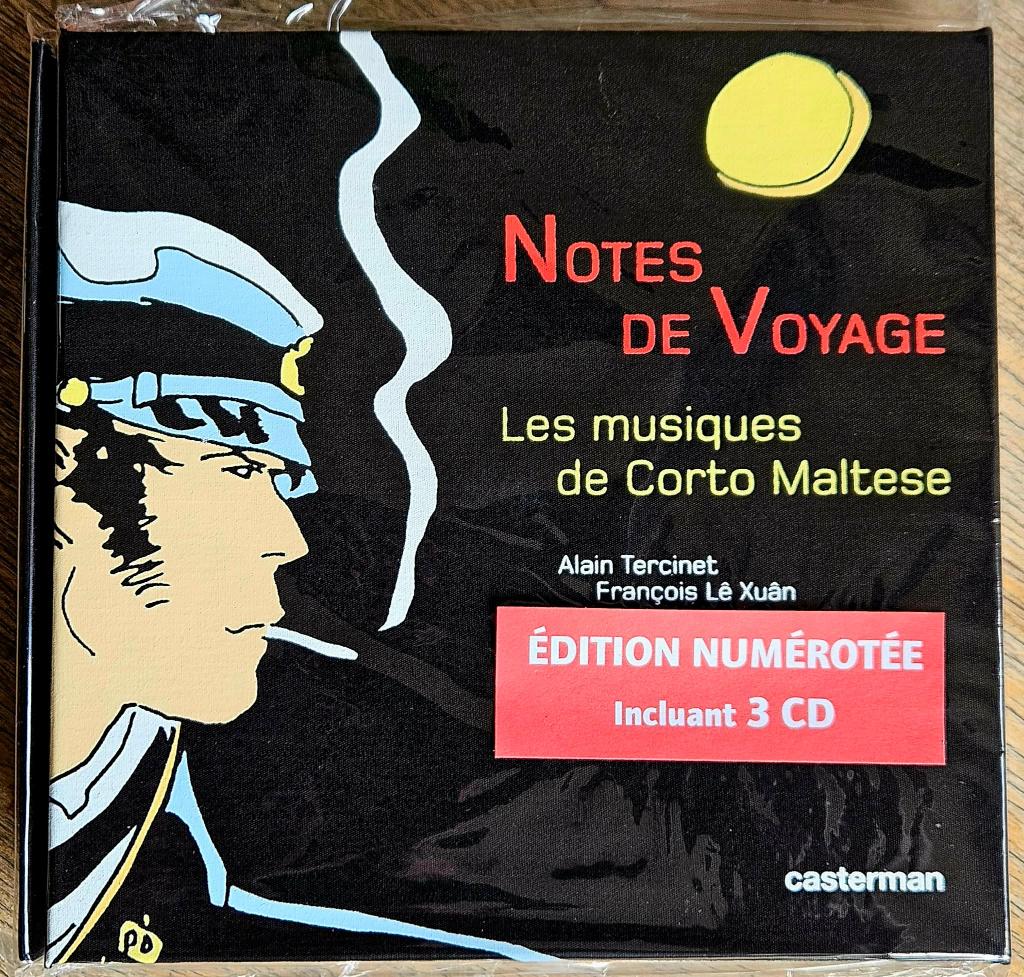 NOTES
DE VOYAGE
Les musiques
de Corto Maltese
Alain Tercinet
François Lê Xuân
ÉDITION NUMÉROTÉE
Incluant 3 CD
casterman